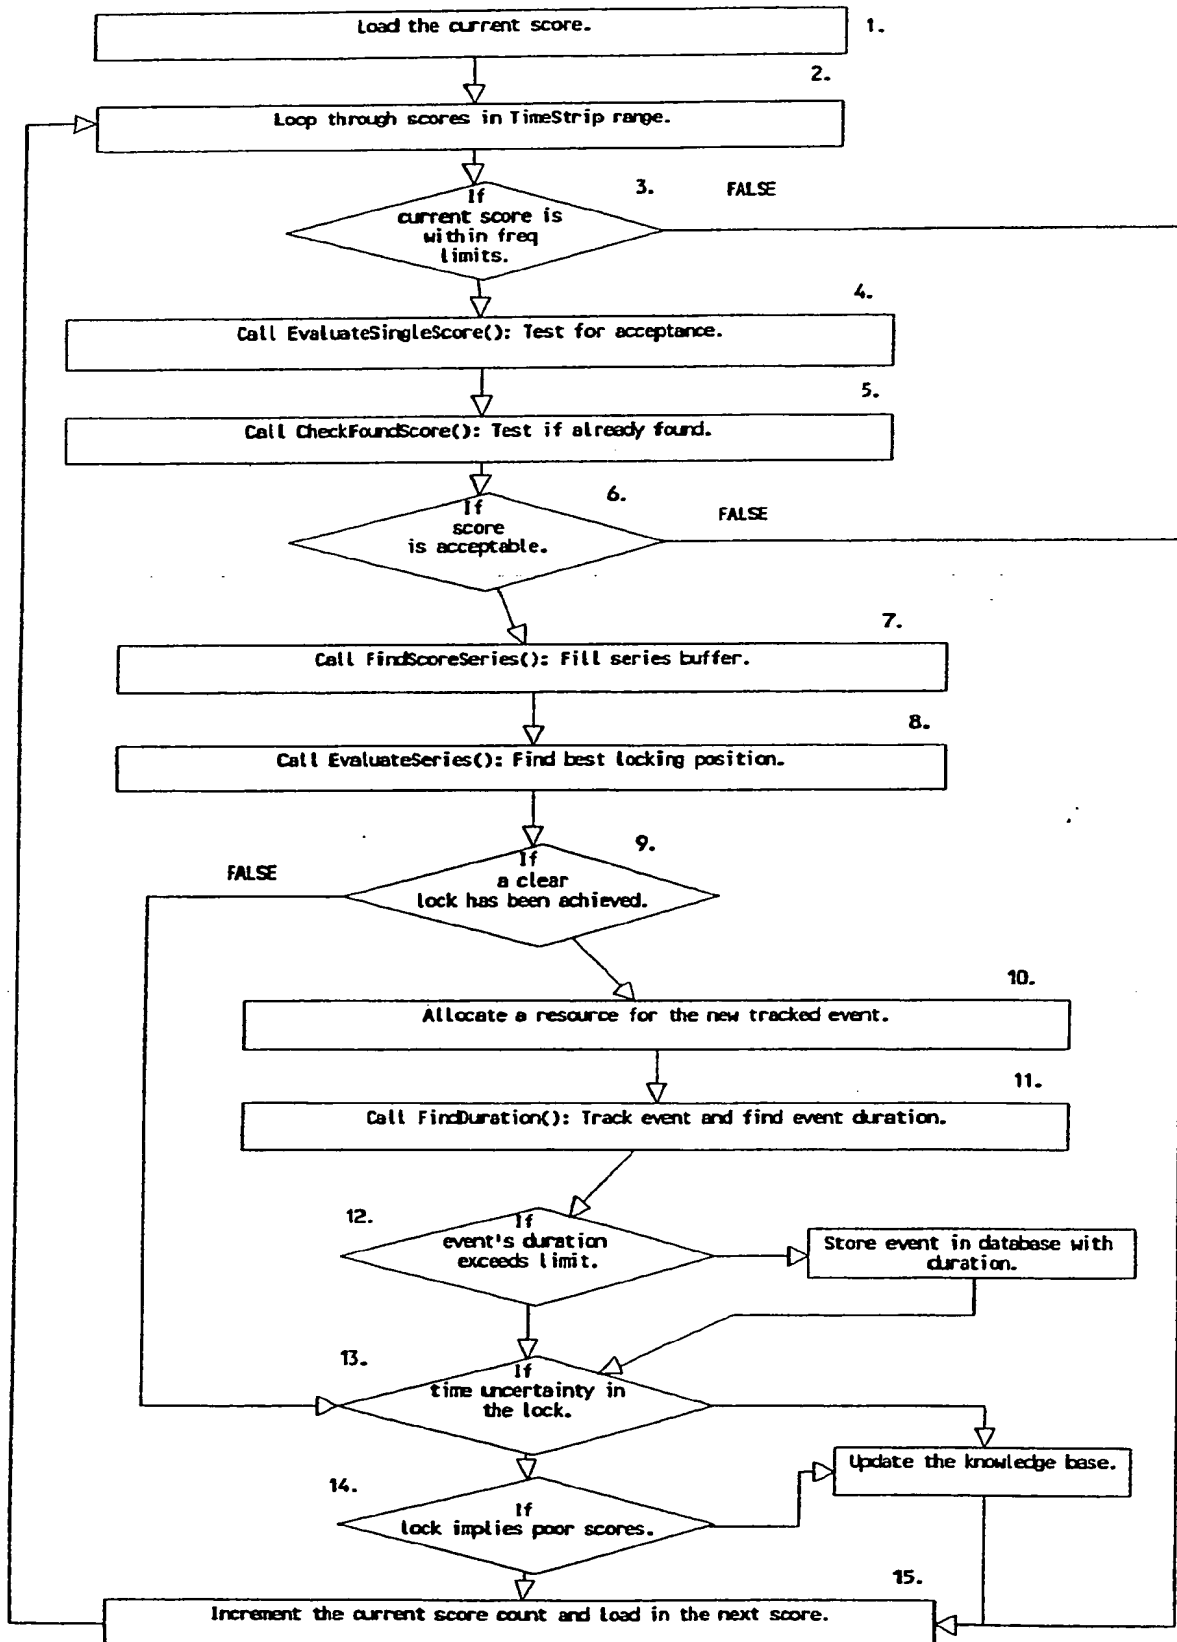 Load the current score.
1.
2.
Loop through scores in TimeStrip range.
3.
FALSE
If
current score is
within freq
limits.
4.
Call EvaluateSingleScore(): Test for acceptance.
5.
Call CheckFoundScore(): Test if already found.
6.
FALSE
If
score
is acceptable.
7.
Call FindScoreSeries(): Fill series buffer.
8.
Call EvaluateSeries(): Find best locking position.
9.
FALSE
If
a clear
lock has been achieved.
10.
Allocate a resource for the new tracked event.
11.
Call FindDuration(): Track event and find event duration.
12.
If
event's duration
exceeds limit.
Store event in database with
duration.
13.
If
time uncertainty in
the lock.
Update the knowledge base.
14.
If
lock implies poor scores.
15.
Increment the current score count and load in the next score.